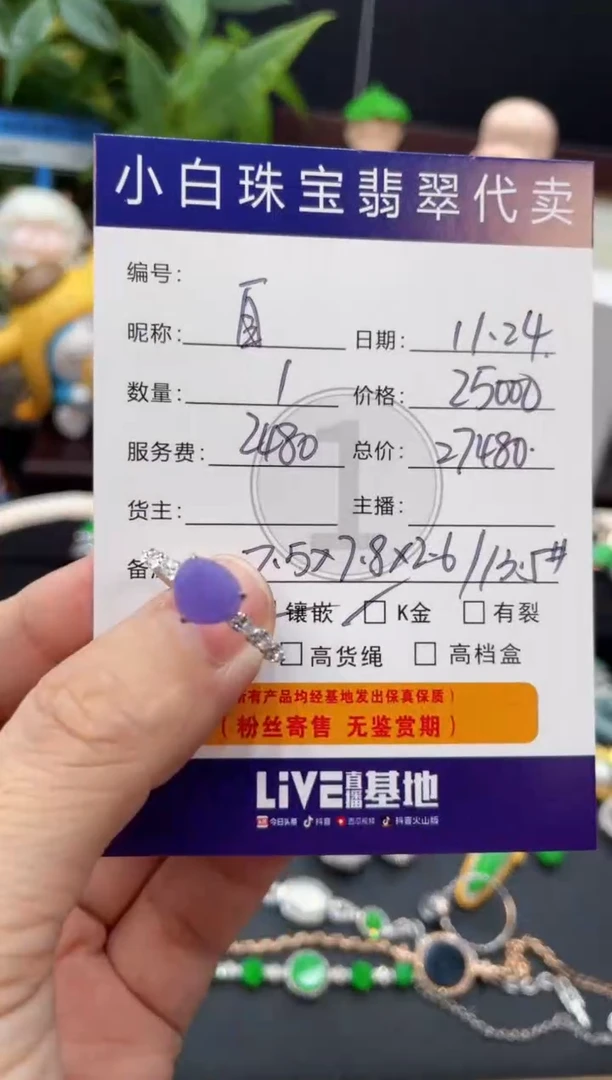 小白珠宝翡翠代卖
编号:
昵称: 日期: 11.24
数量: 1 价格: 25000
服务费: 2480 总价: 27480.
货主: 主播:
备 7.5×7.8×2.6/13.5#
镶嵌 K金 有裂
高货绳 高档盒
所有产品均经基地发出保真保质)
(粉丝寄售 无鉴赏期)
LiVE直播基地
今日头条 抖音 西瓜视频 抖音火山版